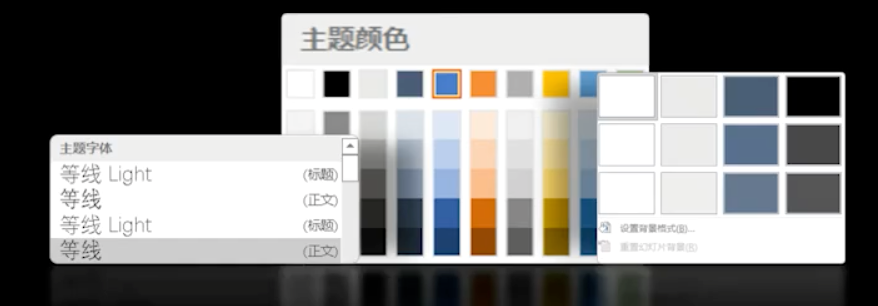 主题颜色
主题字体
等线 Light (标题)
等线 (正文)
等线 Light (标题)
等线 (正文)
设置背景格式(B)...
重置幻灯片背景(R)